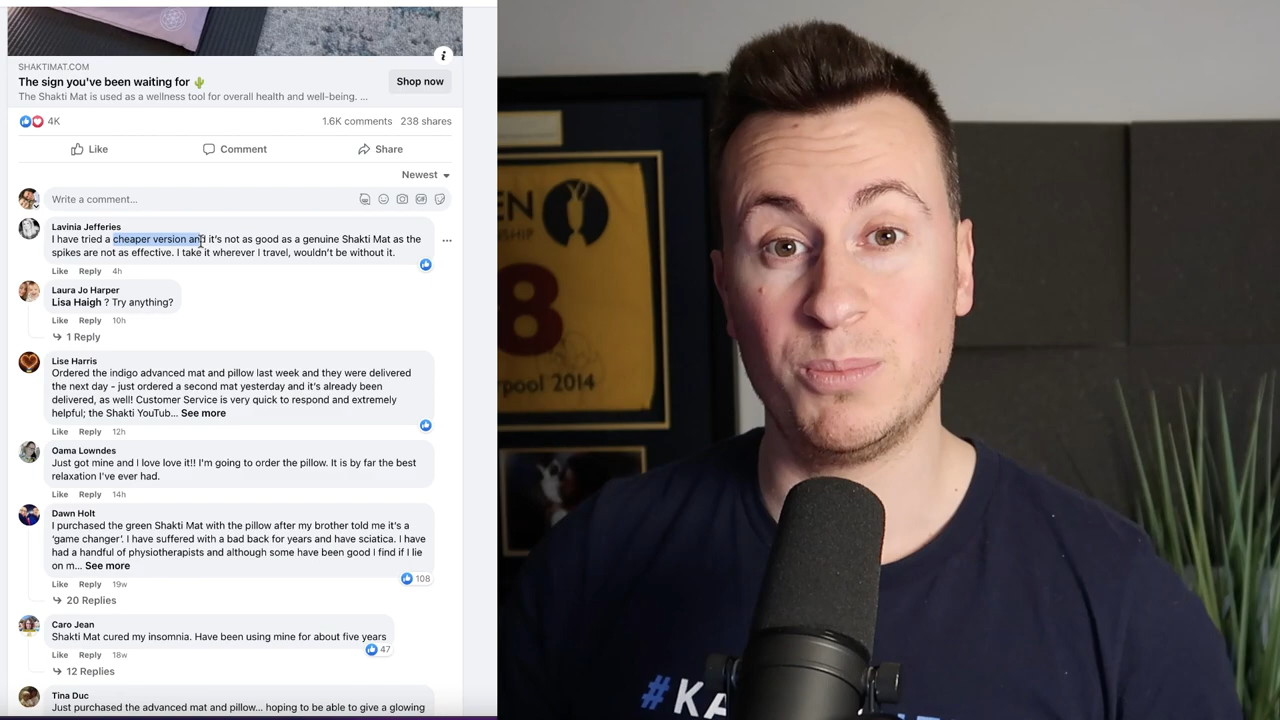 SHAKTIMAT.COM
The sign you've been waiting for 🌵
Shop now
The Shakti Mat is used as a wellness tool for overall health and well-being. ...
4K
1.6K comments 238 shares
Like
Comment
Share
Newest
Write a comment...
GIF
Lavinia Jefferies
I have tried a cheaper version and it's not as good as a genuine Shakti Mat as the
spikes are not as effective. I take it wherever I travel, wouldn't be without it.
Like Reply 4h
Laura Jo Harper
Lisa Haigh ? Try anything?
Like Reply 10h
1 Reply
Lise Harris
Ordered the indigo advanced mat and pillow last week and they were delivered
the next day - just ordered a second mat yesterday and it's already been
delivered, as well! Customer Service is very quick to respond and extremely
helpful; the Shakti YouTub... See more
Like Reply 12h
Oama Lowndes
Just got mine and I love love it!! I'm going to order the pillow. It is by far the best
relaxation I've ever had.
Like Reply 14h
Dawn Holt
I purchased the green Shakti Mat with the pillow after my brother told me it's a
'game changer'. I have suffered with a bad back for years and have sciatica. I have
had a handful of physiotherapists and although some have been good I find if I lie
on m... See more
108
Like Reply 19w
20 Replies
Caro Jean
Shakti Mat cured my insomnia. Have been using mine for about five years
47
Like Reply 18w
12 Replies
Tina Duc
Just purchased the advanced mat and pillow... hoping to be able to give a glowing
EN
SHIP
8
rpool 2014
#KA